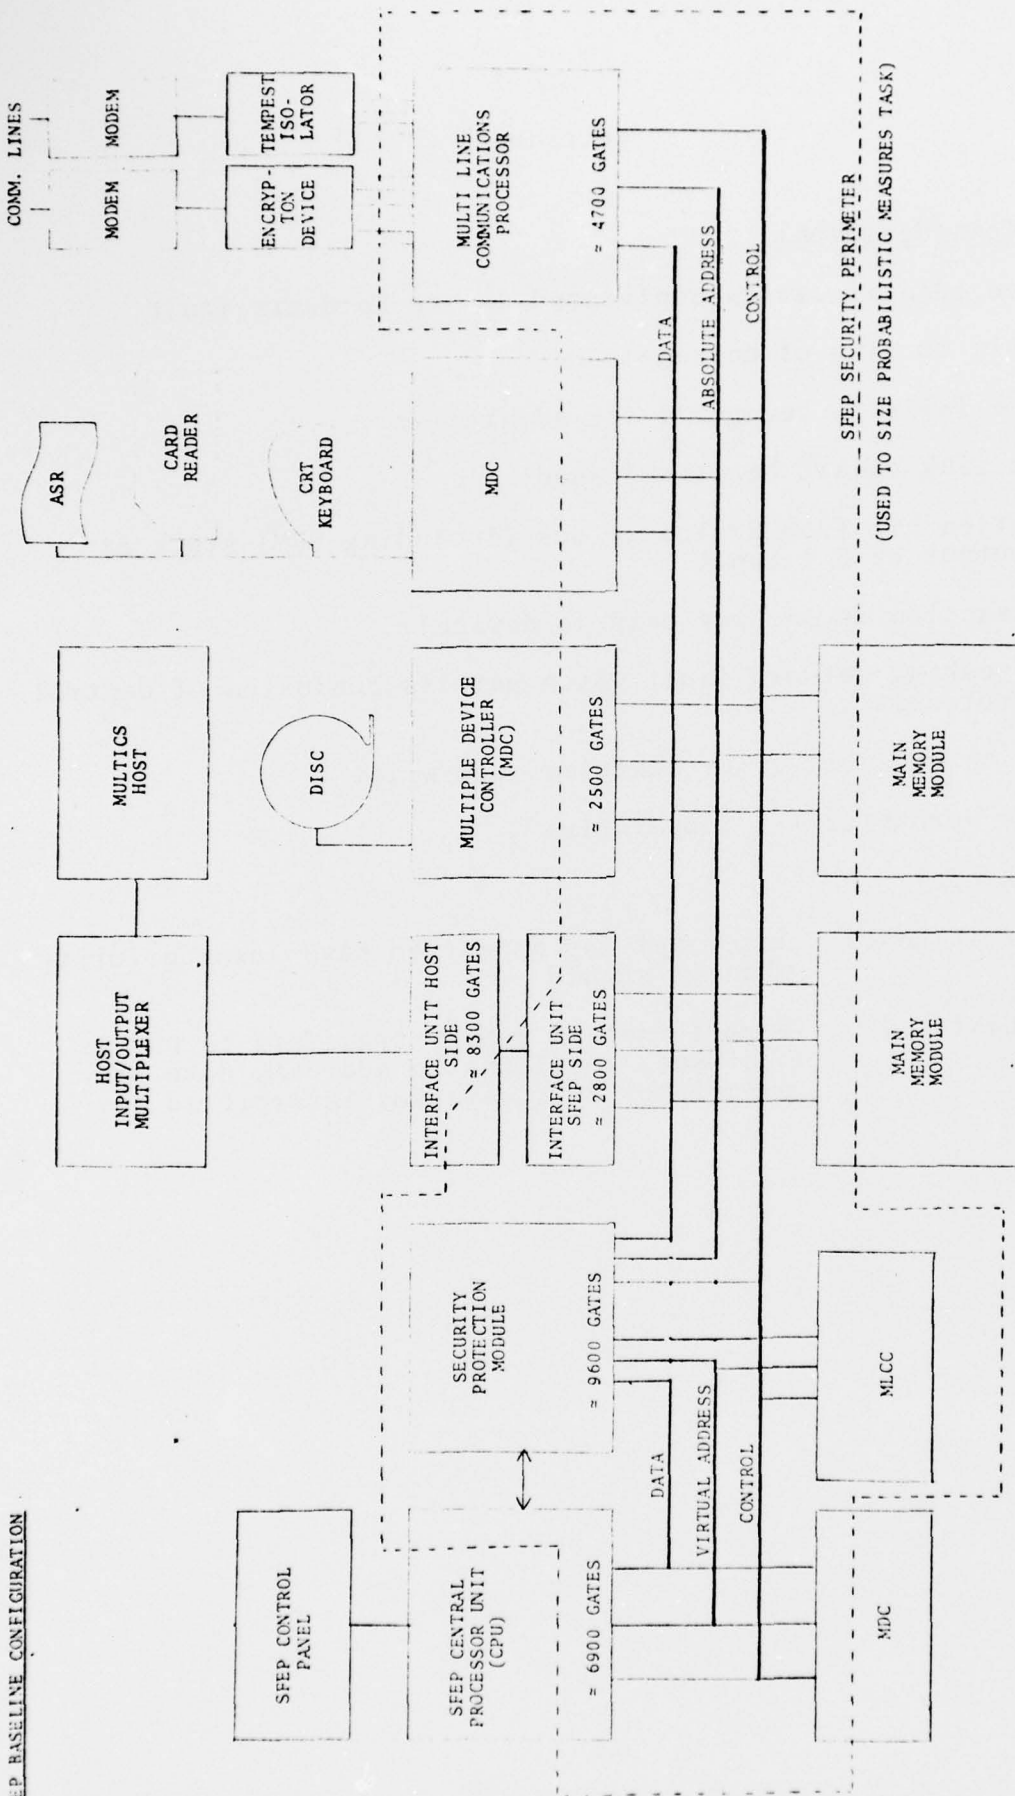 EP BASELINE CONFIGURATION
SFEP CONTROL
PANEL
SFEP CENTRAL
PROCESSOR UNIT
(CPU)
≈ 6900 GATES
DATA
VIRTUAL ADDRESS
CONTROL
MDC
SECURITY
PROTECTION
MODULE
≈ 9600 GATES
MLCC
HOST
INPUT/OUTPUT
MULTIPLEXER
INTERFACE UNIT HOST
SIDE
≈ 8300 GATES
INTERFACE UNIT
SFEP SIDE
≈ 2800 GATES
MAIN
MEMORY
MODULE
MULTICS
HOST
DISC
MULTIPLE DEVICE
CONTROLLER
(MDC)
≈ 2500 GATES
MAIN
MEMORY
MODULE
ASR
CARD
READER
CRT
KEYBOARD
MDC
COMM. LINES
MODEM
MODEM
ENCRYP-
TON
DEVICE
TEMPEST
ISO-
LATOR
MULTI LINE
COMMUNICATIONS
PROCESSOR
≈ 4700 GATES
DATA
ABSOLUTE ADDRESS
CONTROL
SFEP SECURITY PERIMETER
(USED TO SIZE PROBABILISTIC MEASURES TASK)